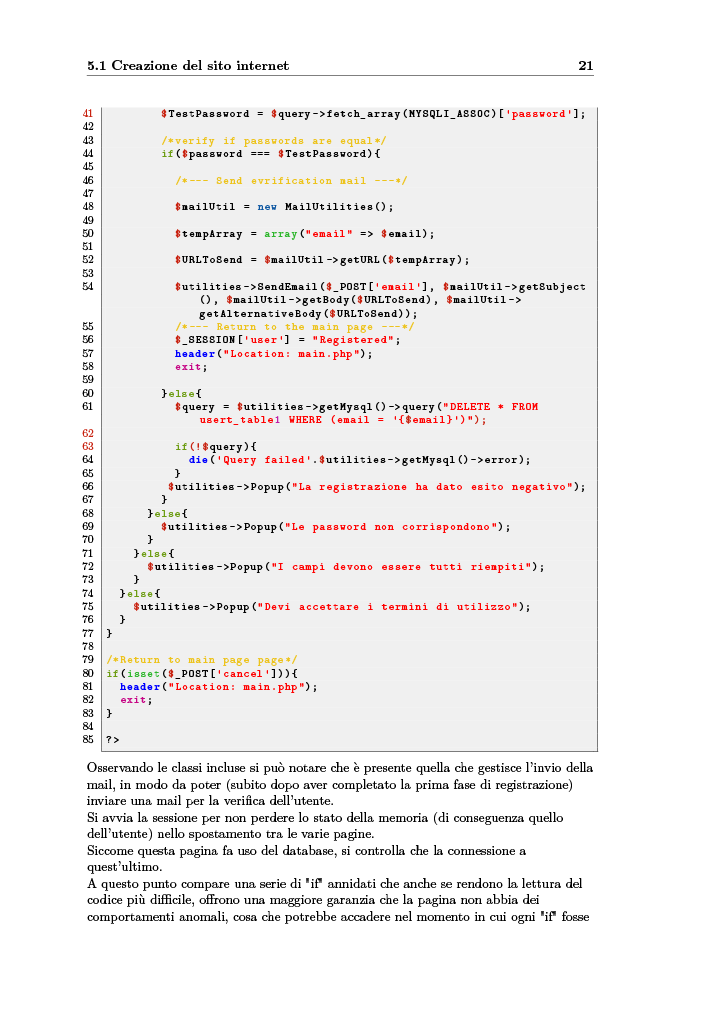 5.1 Creazione del sito internet 21
41 $TestPassword = $query->fetch_array(MYSQLI_ASSOC)['password'];
42
43 /*verify if passwords are equal*/
44 if($password === $TestPassword){
45
46 /*--- Send evrification mail ---*/
47
48 $mailUtil = new MailUtilities();
49
50 $tempArray = array("email" => $email);
51
52 $URLToSend = $mailUtil->getURL($tempArray);
53
54 $utilities->SendEmail($_POST['email'], $mailUtil->getSubject
(), $mailUtil->getBody($URLToSend), $mailUtil->
getAlternativeBody($URLToSend));
55 /*--- Return to the main page ---*/
56 $_SESSION['user'] = "Registered";
57 header("Location: main.php");
58 exit;
59
60 }else{
61 $query = $utilities->getMysql()->query("DELETE * FROM
usert_table1 WHERE (email = '{$email}')");
62
63 if(!$query){
64 die('Query failed'.$utilities->getMysql()->error);
65 }
66 $utilities->Popup("La registrazione ha dato esito negativo");
67 }
68 }else{
69 $utilities->Popup("Le password non corrispondono");
70 }
71 }else{
72 $utilities->Popup("I campi devono essere tutti riempiti");
73 }
74 }else{
75 $utilities->Popup("Devi accettare i termini di utilizzo");
76 }
77 }
78
79 /*Return to main page page*/
80 if(isset($_POST['cancel'])){
81 header("Location: main.php");
82 exit;
83 }
84
85 ?>
Osservando le classi incluse si può notare che è presente quella che gestisce l'invio della
mail, in modo da poter (subito dopo aver completato la prima fase di registrazione)
inviare una mail per la verifica dell'utente.
Si avvia la sessione per non perdere lo stato della memoria (di conseguenza quello
dell'utente) nello spostamento tra le varie pagine.
Siccome questa pagina fa uso del database, si controlla che la connessione a
quest'ultimo.
A questo punto compare una serie di "if" annidati che anche se rendono la lettura del
codice più difficile, offrono una maggiore garanzia che la pagina non abbia dei
comportamenti anomali, cosa che potrebbe accadere nel momento in cui ogni "if" fosse